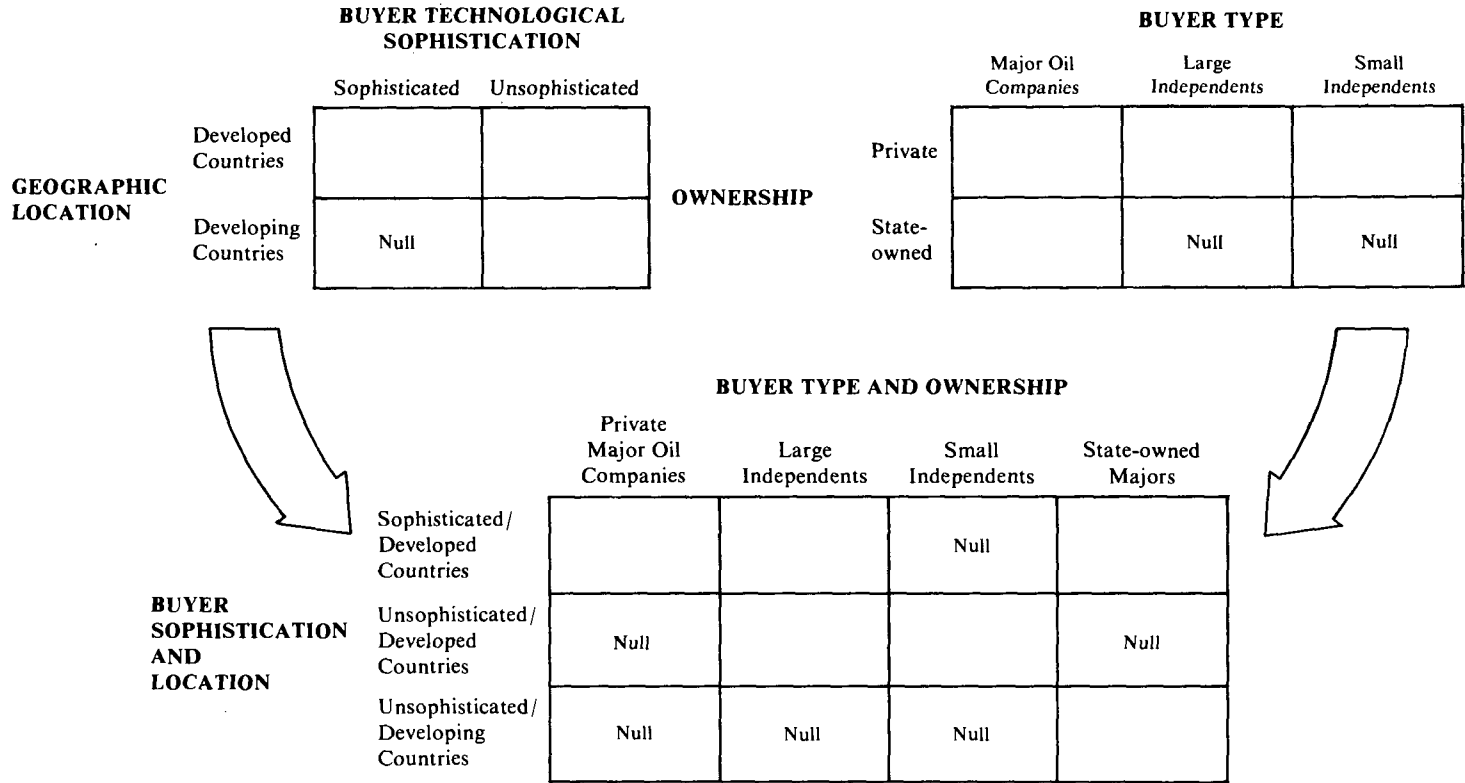 BUYER TECHNOLOGICAL
SOPHISTICATION
Sophisticated Unsophisticated
Developed
Countries
GEOGRAPHIC
LOCATION
Developing
Countries
Null
BUYER TYPE
Major Oil
Companies
Large
Independents
Small
Independents
OWNERSHIP
Private
State-
owned
Null
Null
BUYER TYPE AND OWNERSHIP
Private
Major Oil
Companies
Large
Independents
Small
Independents
State-owned
Majors
BUYER
SOPHISTICATION
AND
LOCATION
Sophisticated/
Developed
Countries
Null
Unsophisticated/
Developed
Countries
Null
Null
Unsophisticated/
Developing
Countries
Null
Null
Null